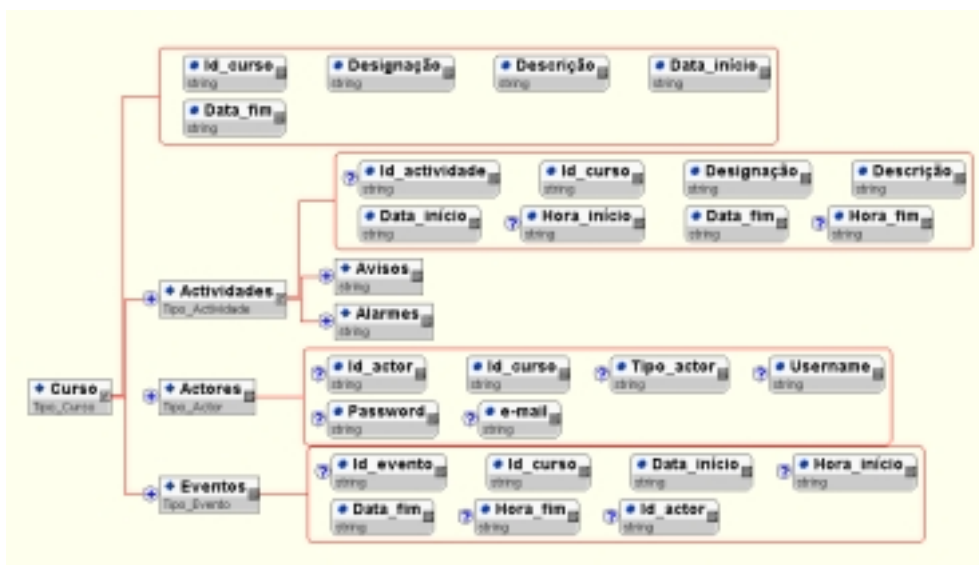 Id_curso Designação Descrição Data_início
string string string string
Data_fim
string
? Id_actividade Id_curso Designação Descrição
string string string string
Data_início ? Hora_início Data_fim ? Hora_fim
string string string string
+ Avisos
string
+ Actividades
Tipo_Actividade
+ Alarmes
string
Curso
Tipo_Curso
+ Actores
Tipo_Actor
? Id_actor Id_curso ? Tipo_actor ? Username
string string string string
? Password ? e-mail
string string
+ Eventos
Tipo_Evento
? Id_evento Id_curso Data_início ? Hora_início
string string string string
Data_fim ? Hora_fim ? Id_actor
string string string